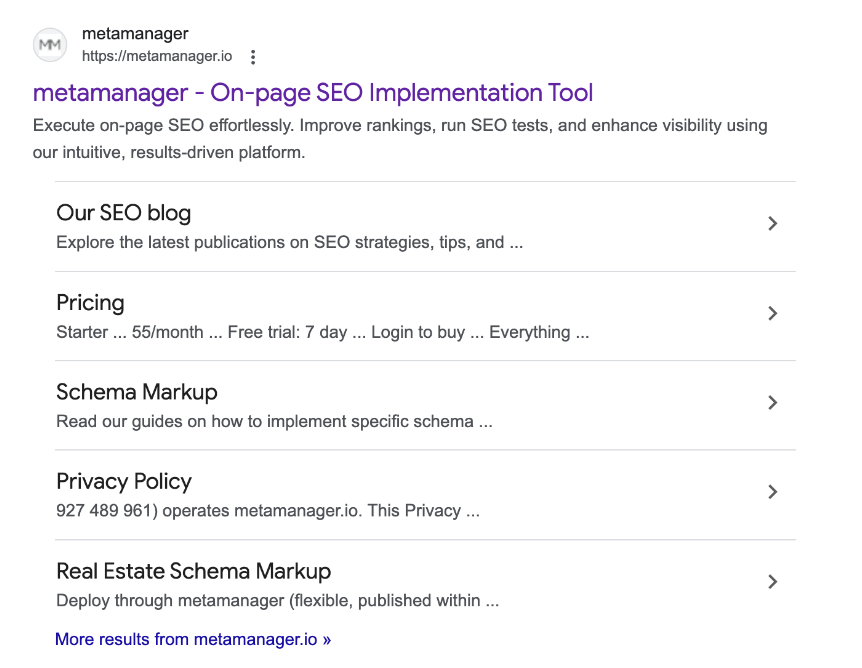 MM
metamanager
https://metamanager.io
metamanager - On-page SEO Implementation Tool
Execute on-page SEO effortlessly. Improve rankings, run SEO tests, and enhance visibility using
our intuitive, results-driven platform.
Our SEO blog
Explore the latest publications on SEO strategies, tips, and ...
Pricing
Starter ... 55/month ... Free trial: 7 day ... Login to buy ... Everything ...
Schema Markup
Read our guides on how to implement specific schema ...
Privacy Policy
927 489 961) operates metamanager.io. This Privacy ...
Real Estate Schema Markup
Deploy through metamanager (flexible, published within ...
More results from metamanager.io »